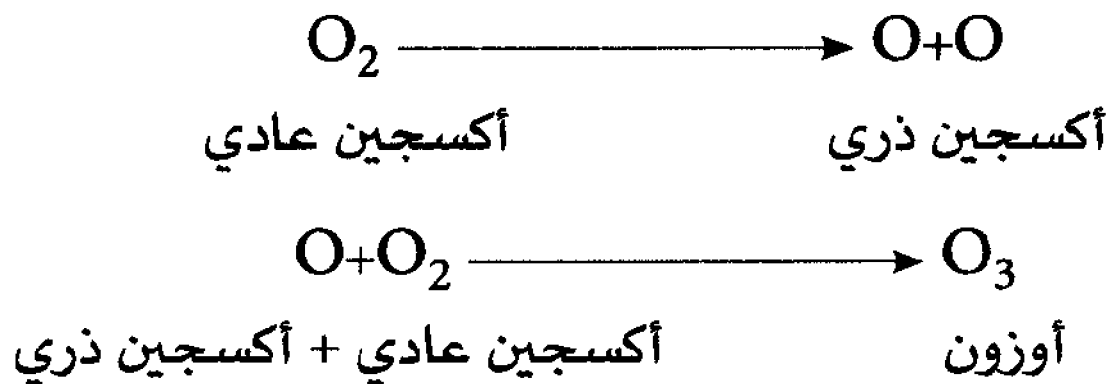 O₂ ⟶ O+O
أكسجين عادي أكسجين ذري
O+O₂ ⟶ O₃
أكسجين عادي + أكسجين ذري أوزون